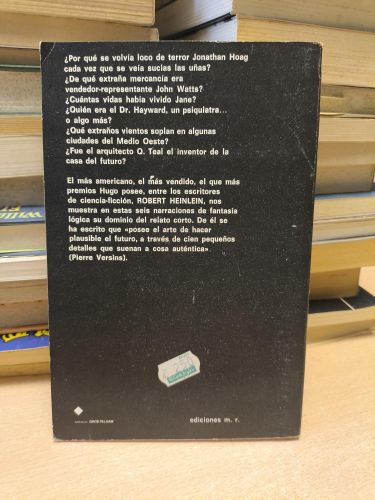 ¿Por qué se volvía loco de terror Jonathan Hoag
cada vez que se veía sucias las uñas?
¿De qué extraña mercancia era
vendedor-representante John Watts?
¿Cuántas vidas había vivido Jane?
¿Quién era el Dr. Hayward, un psiquiatra...
o algo más?
¿Qué extraños vientos soplan en algunas
ciudades del Medio Oeste?
¿Fue el arquitecto Q. Teal el inventor de la
casa del futuro?
El más americano, el más vendido, el que más
premios Hugo posee, entre los escritores
de ciencia-ficción, ROBERT HEINLEIN, nos
muestra en estas seis narraciones de fantasía
lógica su dominio del relato corto. De él se
ha escrito que «posee el arte de hacer
plausible el futuro, a través de cien pequeños
detalles que suenan a cosa auténtica»
(Pierre Versins).
DAVID PELHAM
ediciones m. r.